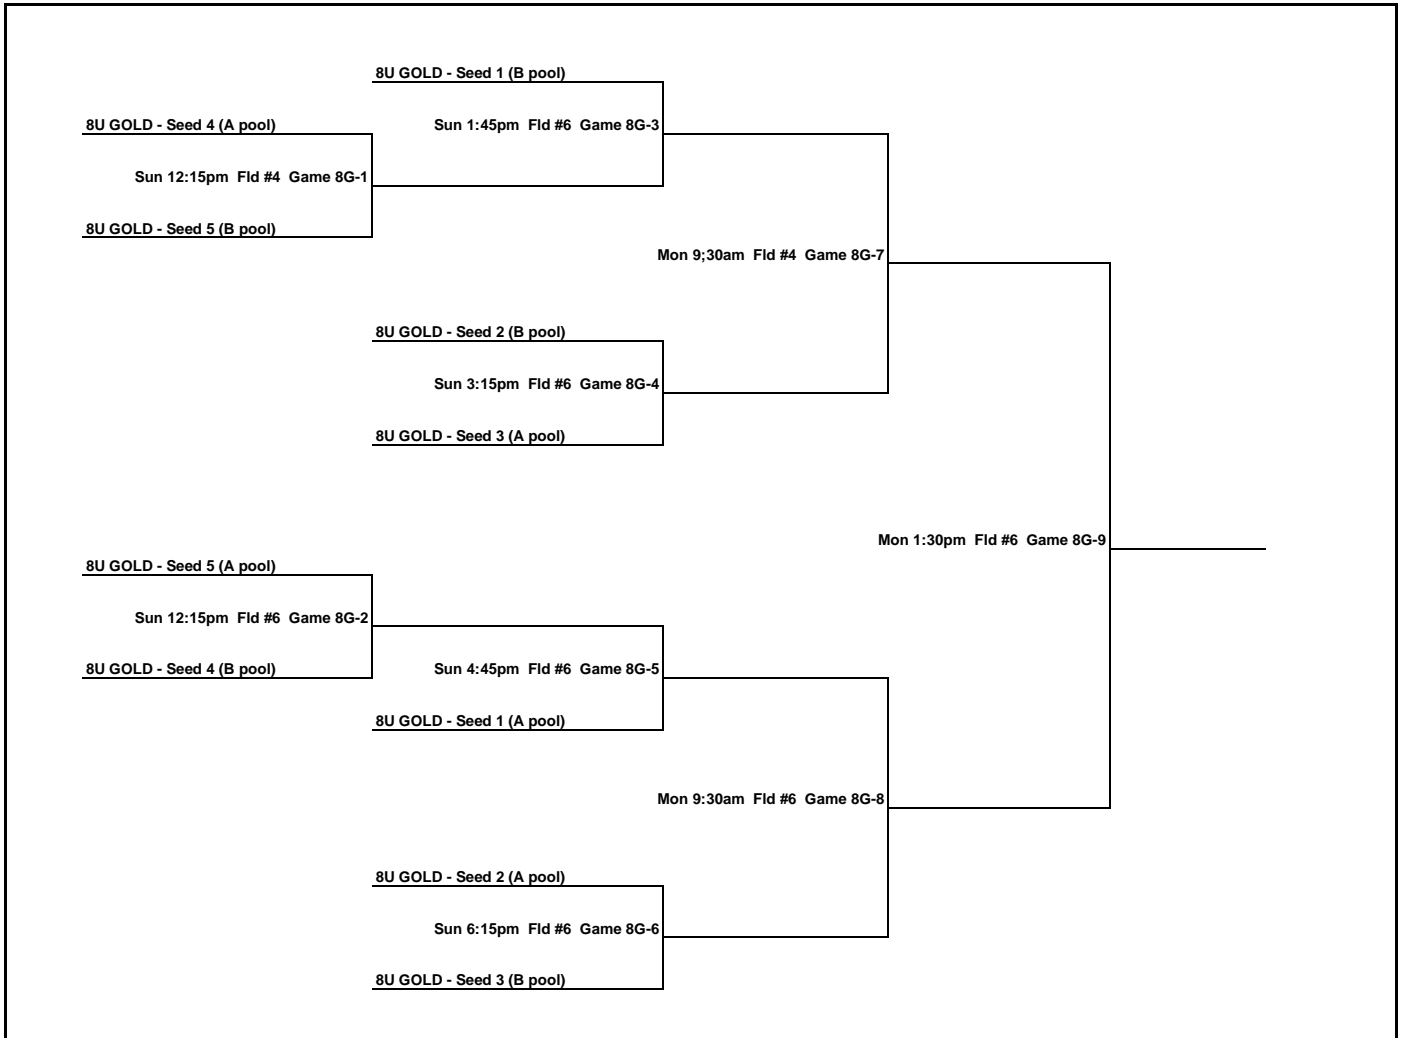 8U GOLD - Seed 1 (B pool)
8U GOLD - Seed 4 (A pool)
Sun 1:45pm  Fld #6  Game 8G-3
Sun 12:15pm  Fld #4  Game 8G-1
8U GOLD - Seed 5 (B pool)
Mon 9;30am  Fld #4  Game 8G-7
8U GOLD - Seed 2 (B pool)
Sun 3:15pm  Fld #6  Game 8G-4
8U GOLD - Seed 3 (A pool)
Mon 1:30pm  Fld #6  Game 8G-9
8U GOLD - Seed 5 (A pool)
Sun 12:15pm  Fld #6  Game 8G-2
8U GOLD - Seed 4 (B pool)
Sun 4:45pm  Fld #6  Game 8G-5
8U GOLD - Seed 1 (A pool)
Mon 9:30am  Fld #6  Game 8G-8
8U GOLD - Seed 2 (A pool)
Sun 6:15pm  Fld #6  Game 8G-6
8U GOLD - Seed 3 (B pool)